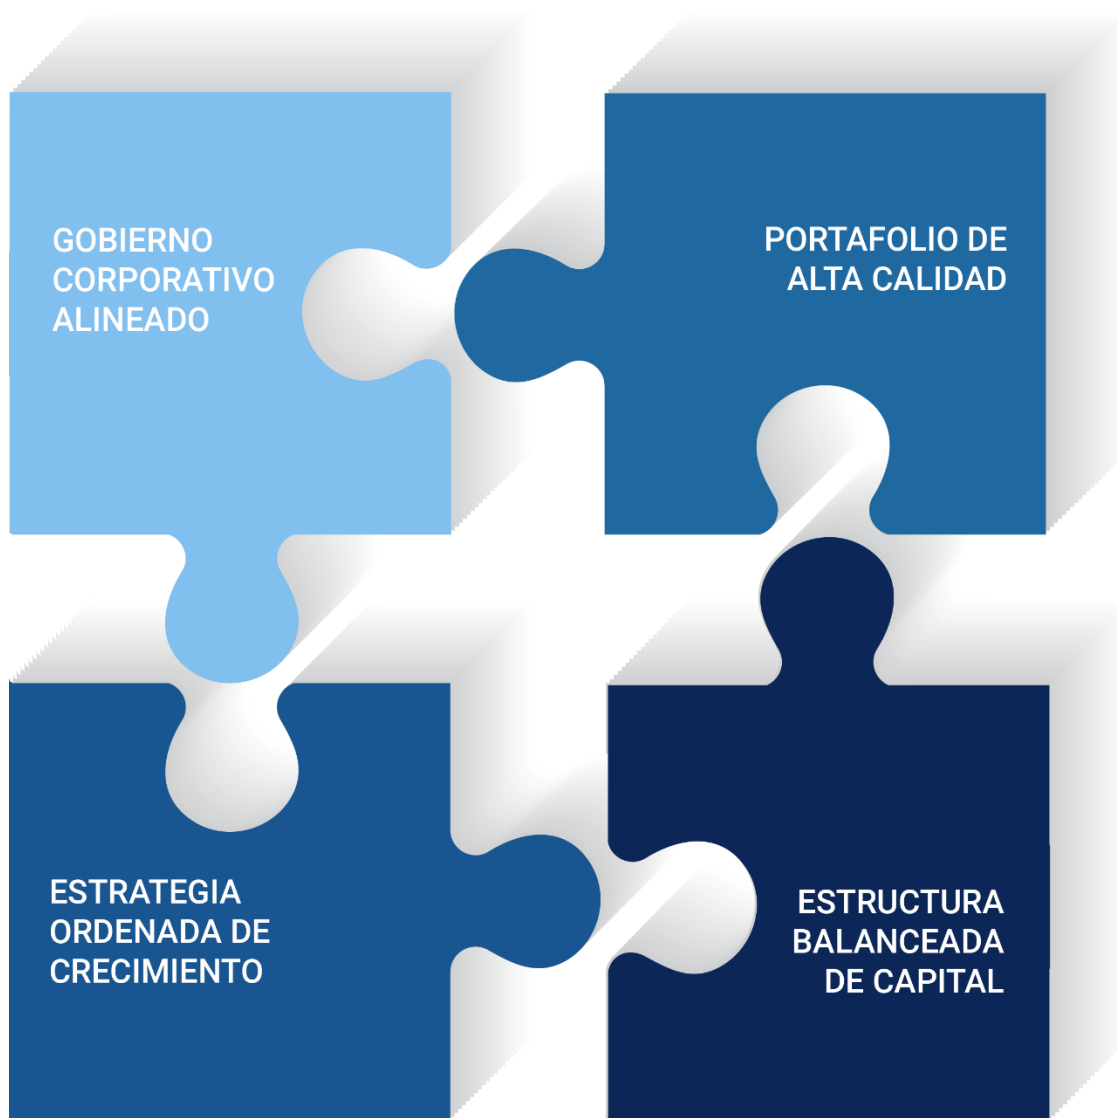 GOBIERNO
CORPORATIVO
ALINEADO
PORTAFOLIO DE
ALTA CALIDAD
ESTRATEGIA
ORDENADA DE
CRECIMIENTO
ESTRUCTURA
BALANCEADA
DE CAPITAL